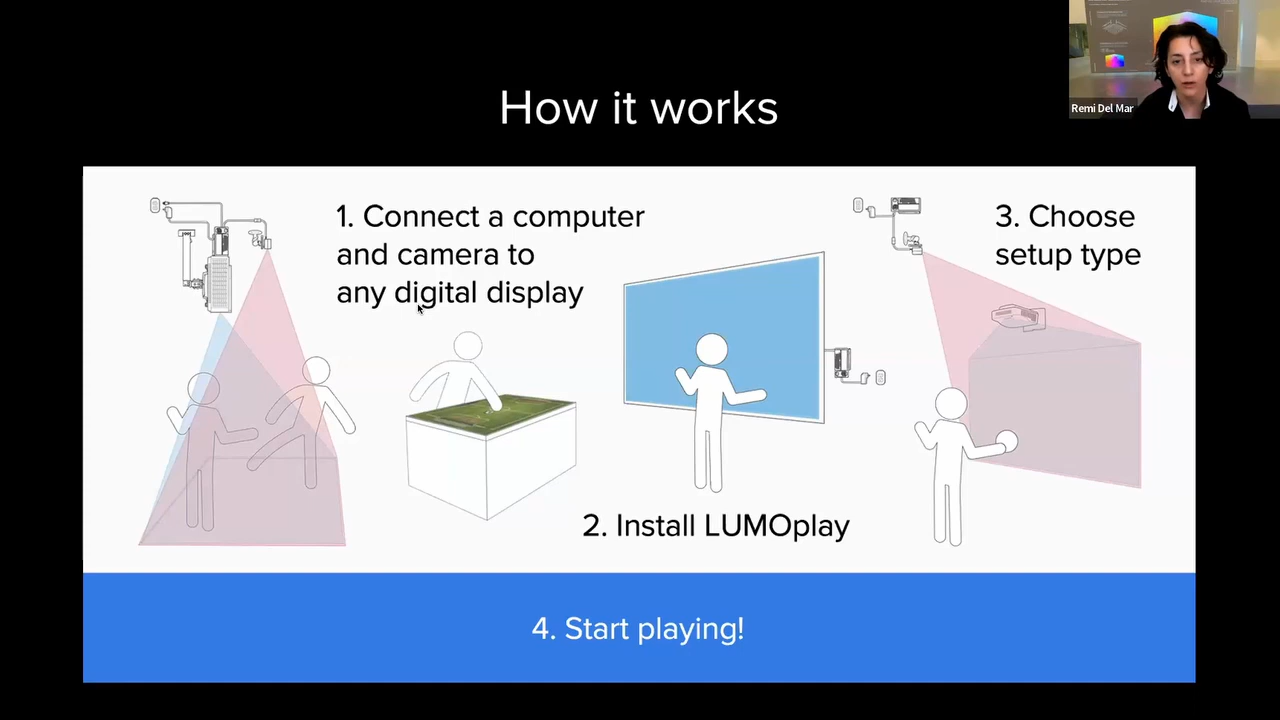 How it works
Remi Del Mar
1. Connect a computer
and camera to
any digital display
3. Choose
setup type
2. Install LUMOplay
4. Start playing!